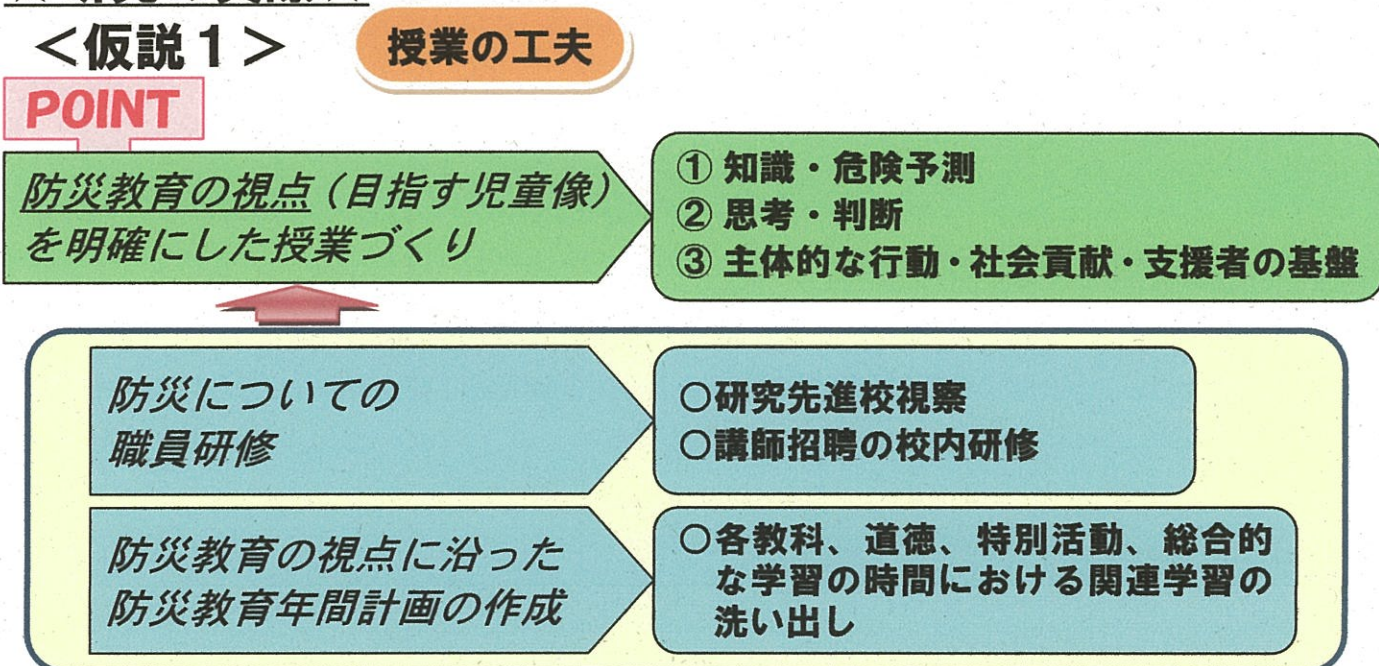 <仮説1>
授業の工夫
POINT
防災教育の視点(目指す児童像)
を明確にした授業づくり
① 知識・危険予測
② 思考・判断
③ 主体的な行動・社会貢献・支援者の基盤
防災についての
職員研修
○研究先進校視察
○講師招聘の校内研修
防災教育の視点に沿った
防災教育年間計画の作成
○各教科、道徳、特別活動、総合的
な学習の時間における関連学習の
洗い出し